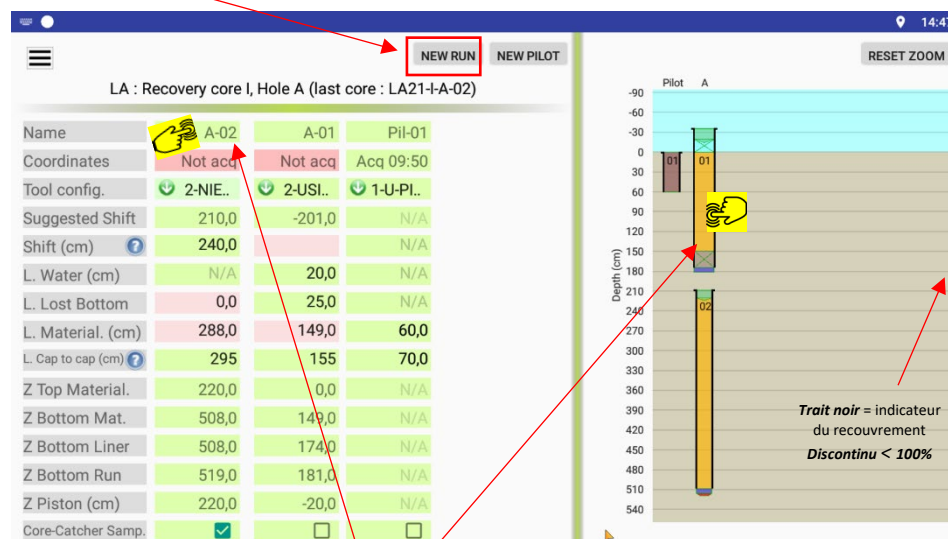 14:47
NEW RUN NEW PILOT RESET ZOOM
LA : Recovery core I, Hole A (last core : LA21-I-A-02)
Name A-02 A-01 Pil-01
Coordinates Not acq Not acq Acq 09:50
Tool config. 2-NIE.. 2-USI.. 1-U-PI..
Suggested Shift 210,0 -201,0 N/A
Shift (cm) ? 240,0 N/A
L. Water (cm) N/A 20,0 N/A
L. Lost Bottom 0,0 25,0 N/A
L. Material. (cm) 288,0 149,0 60,0
L. Cap to cap (cm) ? 295 155 70,0
Z Top Material. 220,0 0,0 N/A
Z Bottom Mat. 508,0 149,0 N/A
Z Bottom Liner 508,0 174,0 N/A
Z Bottom Run 519,0 181,0 N/A
Z Piston (cm) 220,0 -20,0 N/A
Core-Catcher Samp.
Pilot A
-90
-60
-30
0
30
60
90
120
150
180
210
240
270
300
330
360
390
420
450
480
510
540
Depth (cm)
01 01
02
Trait noir = indicateur
du recouvrement
Discontinu < 100%